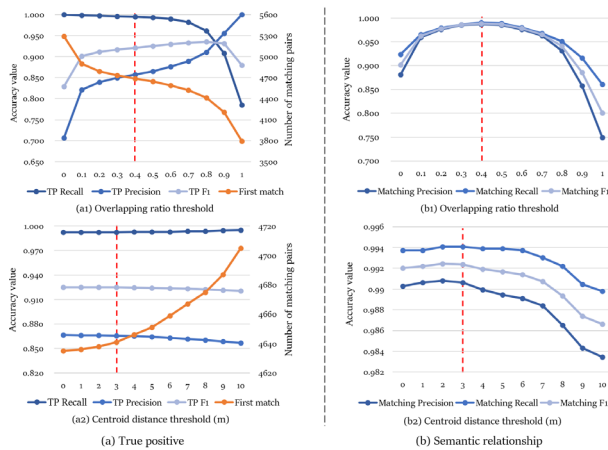 1.000 5600
0.950 5300
0.900 5000
0.850 4700
0.800 4400
0.750 4100
0.700 3800
0.650 3500
Accuracy value
Number of matching pairs
0 0.1 0.2 0.3 0.4 0.5 0.6 0.7 0.8 0.9 1
TP Recall TP Precision TP F1 First match
(a1) Overlapping ratio threshold
1.000
0.950
0.900
0.850
0.800
0.750
0.700
Accuracy value
0 0.1 0.2 0.3 0.4 0.5 0.6 0.7 0.8 0.9 1
Matching Precision Matching Recall Matching F1
(b1) Overlapping ratio threshold
1.000 4720
0.970 4700
0.940 4680
0.910 4660
0.880 4640
0.850 4620
0.820
Accuracy value
Number of matching pairs
0 1 2 3 4 5 6 7 8 9 10
TP Recall TP Precision TP F1 First match
(a2) Centroid distance threshold (m)
(a) True positive
0.996
0.994
0.992
0.99
0.988
0.986
0.984
0.982
Accuracy value
0 1 2 3 4 5 6 7 8 9 10
Matching Precision Matching Recall Matching F1
(b2) Centroid distance threshold (m)
(b) Semantic relationship